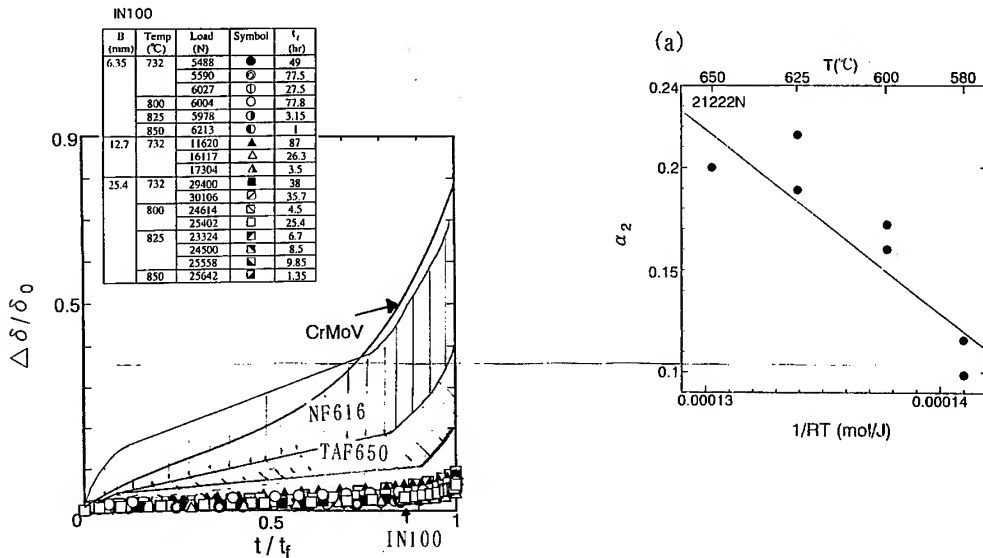 IN100
B (mm) Temp (℃) Load (N) Symbol t_f (hr)
6.35 732 5488 ● 49
5590 77.5
6027 27.5
800 6004 ○ 77.8
825 5978 3.15
850 6213 1
12.7 732 11620 ▲ 87
16117 △ 26.3
17304 3.5
25.4 732 29400 ■ 38
30106 35.7
800 24614 4.5
25402 □ 25.4
825 23324 6.7
24500 8.5
25558 9.85
850 25642 1.35
0.9
0.5
0
Δδ/δ0
CrMoV
NF616
TAF650
IN100
0 0.5 1
t/tf
(a)
T(℃)
650 625 600 580
21222N
0.24
0.2
0.15
0.1
α2
0.00013 0.00014
1/RT (mol/J)